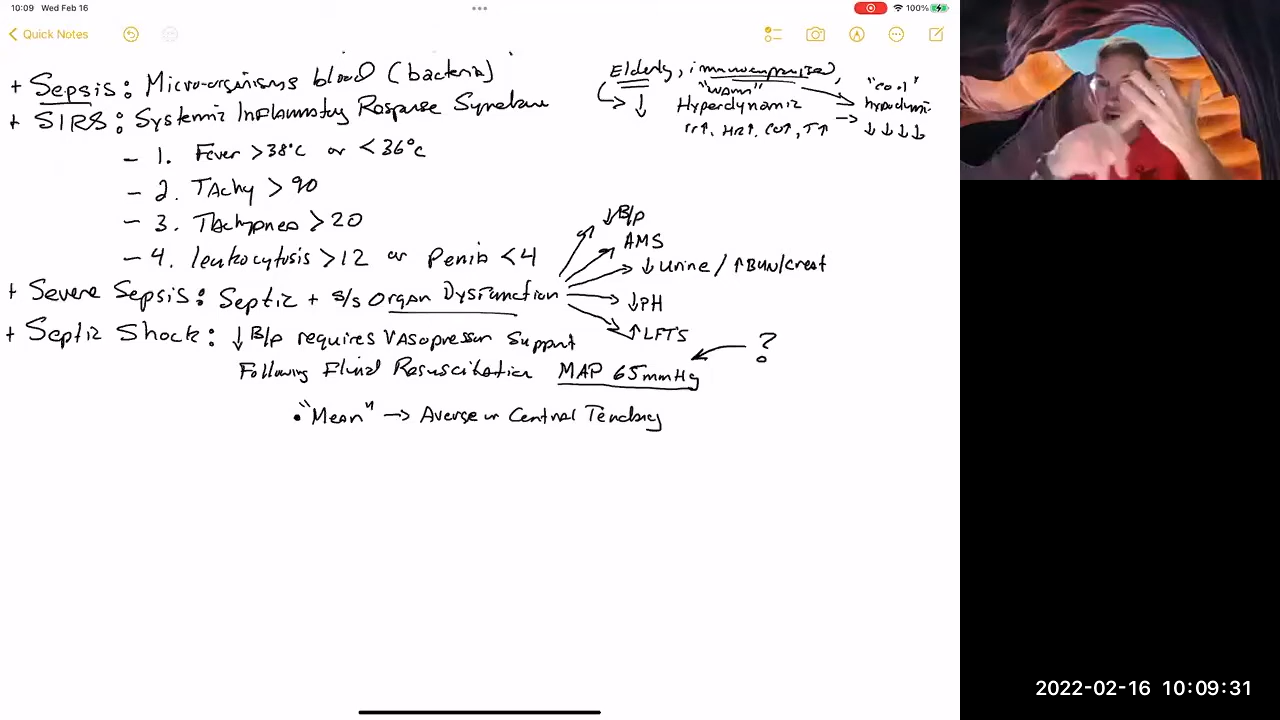 10:09 Wed Feb 16
100%
Quick Notes
+ Sepsis: Micro-organisms blood (bacteria)
+ SIRS: Systemic Inflammatory Response Syndrome
- 1. Fever >38°C or <36°C
- 2. TAchy >90
- 3. TAchypnea >20
- 4. leukocytosis >12 or penia <4
+ Severe Sepsis: Septic + s/s Organ Dysfunction
↓B/p
AMS
↓Urine/↑BUN/creat
↓PH
↑LFTS
+ Septic Shock: ↓B/p requires VASopressor Support
Following Fluid Resuscitation MAP 65mmHg
?
• "Mean" → Average or Central Tendency
Elderly, immunocompromised,
↓
"warm"
Hyperdynamic
↑, HR↑, CO↑, T↑
"cool"
→ ↓↓↓↓
2022-02-16 10:09:31